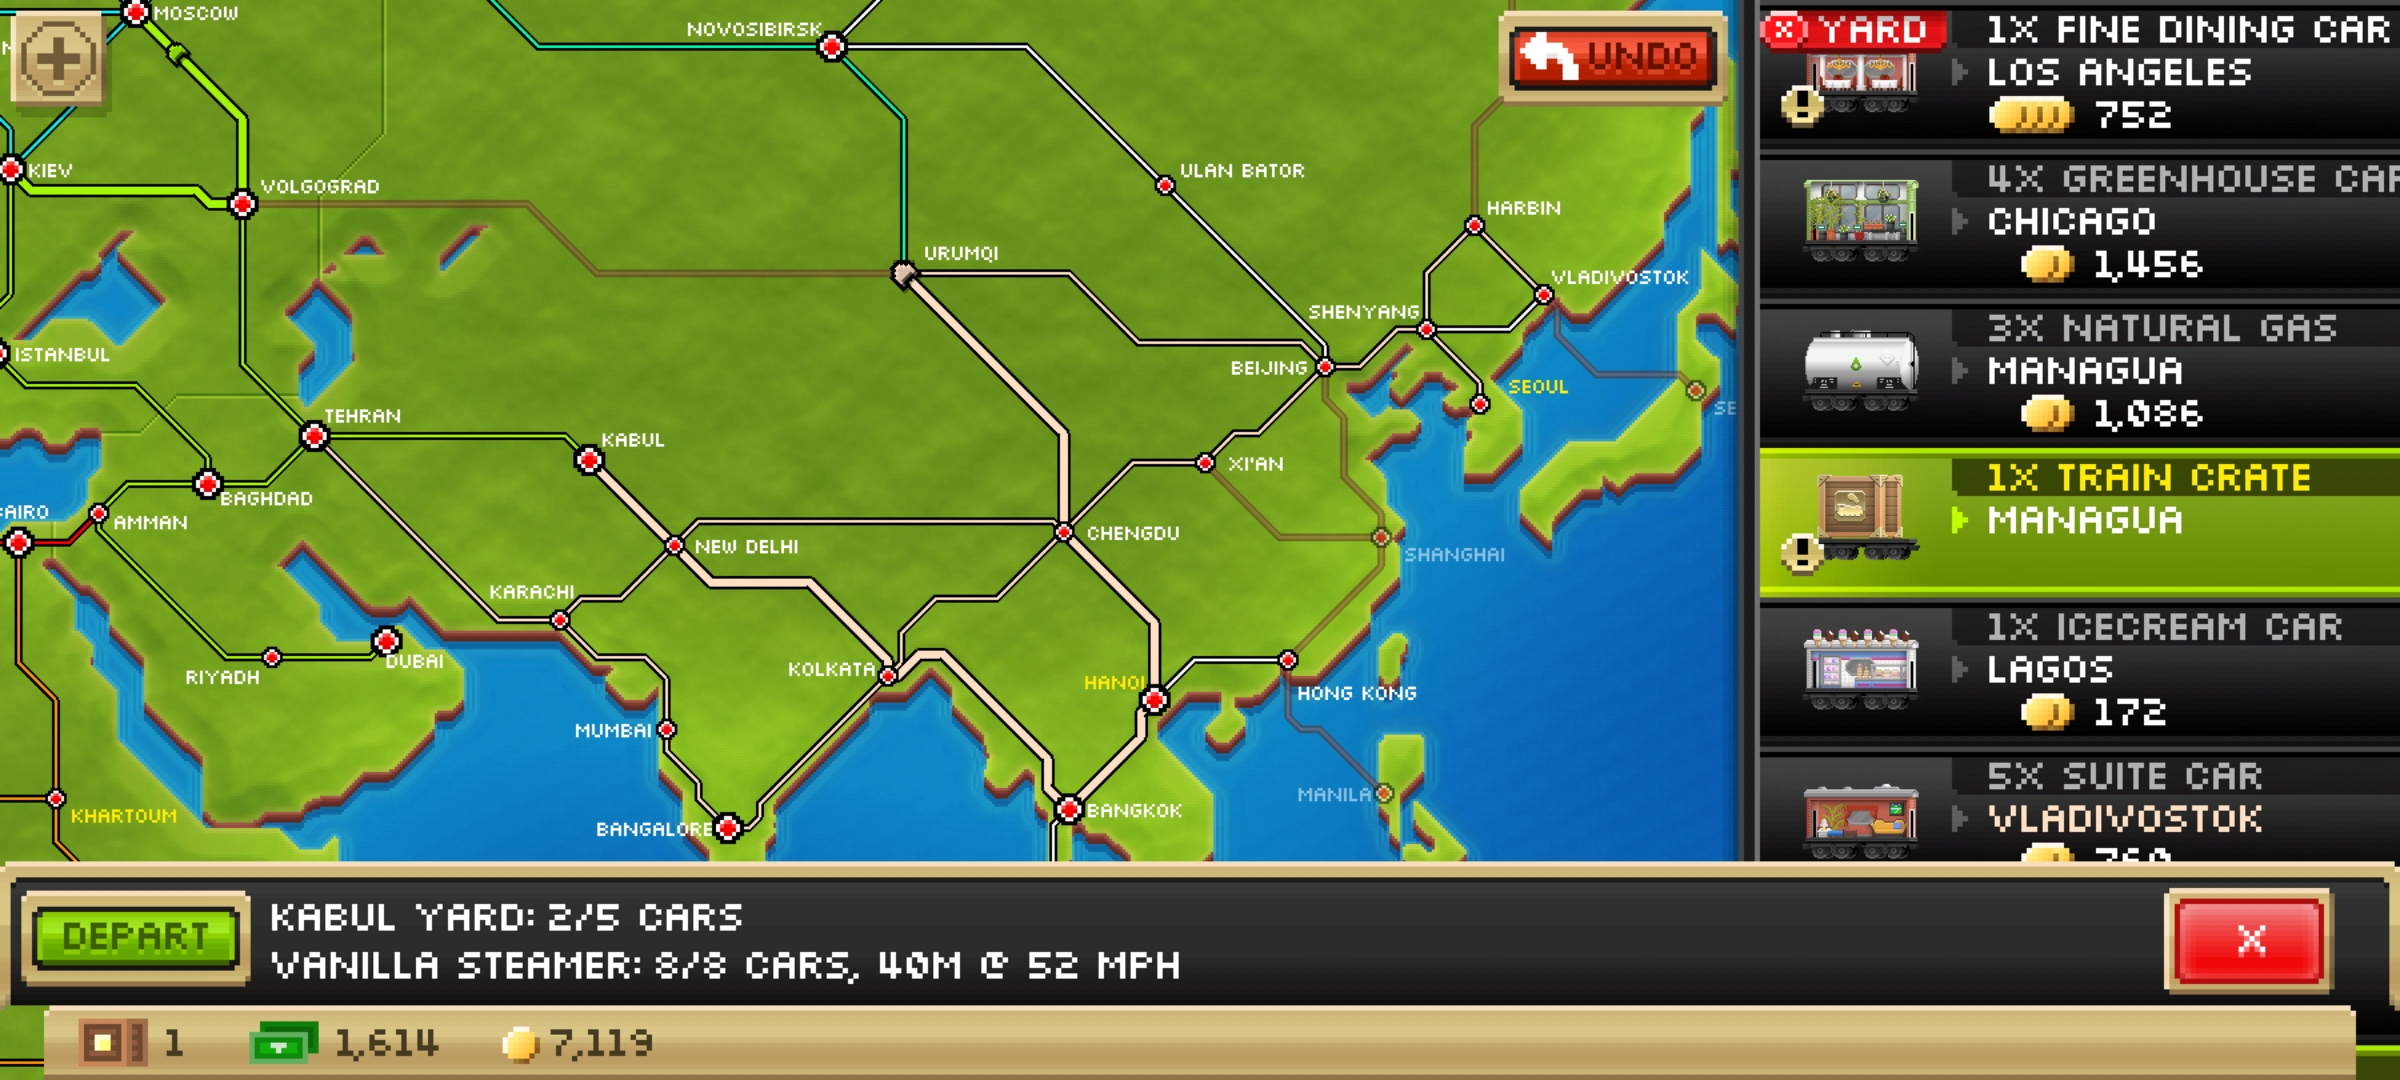 MOSCOW
NOVOSIBIRSK
UNDO
KIEV
VOLGOGRAD
ULAN BATOR
HARBIN
URUMQI
VLADIVOSTOK
SHENYANG
ISTANBUL
BEIJING
SEOUL
TEHRAN
KABUL
XI'AN
BAGHDAD
AIRO
AMMAN
NEW DELHI
CHENGDU
SHANGHAI
KARACHI
RIYADH
DUBAI
KOLKATA
HANOI
HONG KONG
MUMBAI
MANILA
KHARTOUM
BANGALORE
BANGKOK
YARD
1X FINE DINING CAR
LOS ANGELES
752
4X GREENHOUSE CAR
CHICAGO
1,456
3X NATURAL GAS
MANAGUA
1,086
1X TRAIN CRATE
MANAGUA
1X ICECREAM CAR
LAGOS
172
5X SUITE CAR
VLADIVOSTOK
DEPART
KABUL YARD: 2/5 CARS
VANILLA STEAMER: 8/8 CARS, 40M @ 52 MPH
X
1
1,614
7,119